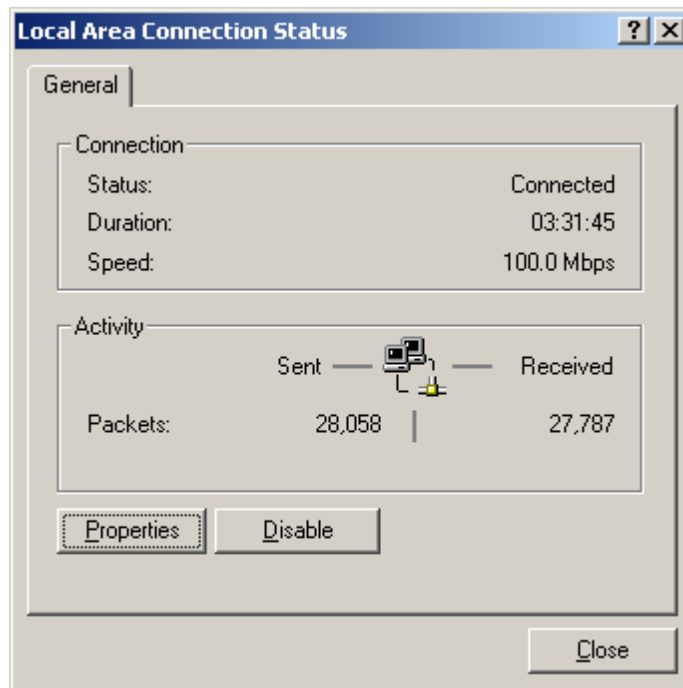 Local Area Connection Status
General
Connection
Status: Connected
Duration: 03:31:45
Speed: 100.0 Mbps
Activity
Sent Received
Packets: 28,058 27,787
Properties Disable
Close